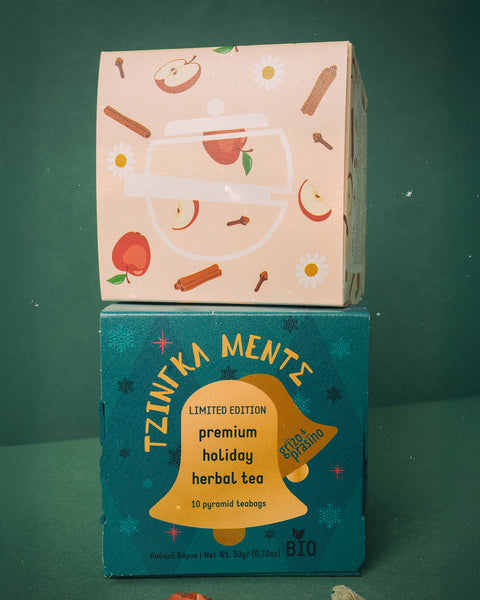 ΤΖΙΝΓΚΛ ΜΕΝΤΣ
LIMITED EDITION
premium
holiday
herbal tea
10 pyramid teabags
grizo &
prasino
Καθαρό Βάρος | Net Wt. 30gr (0,70oz)
BIO